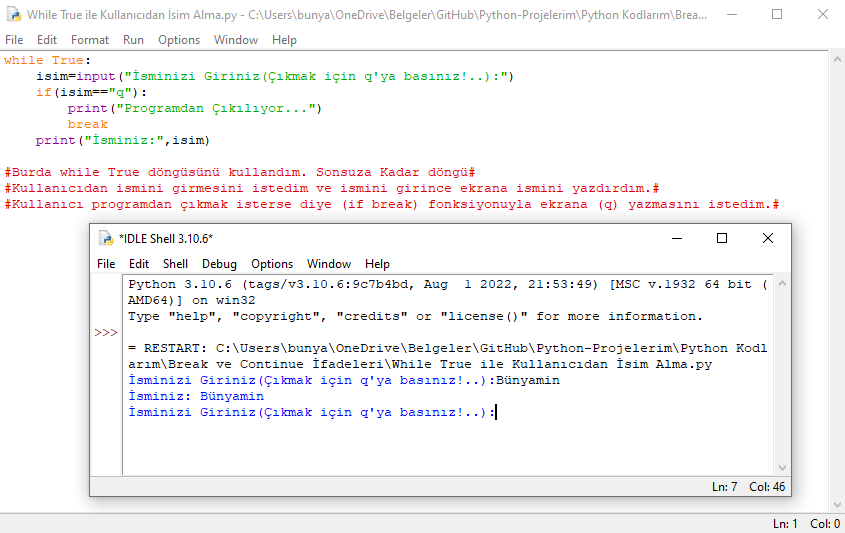 While True ile Kullanıcıdan İsim Alma.py - C:\Users\bunya\OneDrive\Belgeler\GitHub\Python-Projelerim\Python Kodlarım\Brea...
File Edit Format Run Options Window Help
while True:
    isim=input("İsminizi Giriniz(Çıkmak için q'ya basınız!..):")
    if(isim=="q"):
        print("Programdan Çıkılıyor...")
        break
    print("İsminiz:",isim)
#Burda while True döngüsünü kullandım. Sonsuza Kadar döngü#
#Kullanıcıdan ismini girmesini istedim ve ismini girince ekrana ismini yazdırdım.#
#Kullanıcı programdan çıkmak isterse diye (if break) fonksiyonuyla ekrana (q) yazmasını istedim.#
*IDLE Shell 3.10.6*
File Edit Shell Debug Options Window Help
Python 3.10.6 (tags/v3.10.6:9c7b4bd, Aug  1 2022, 21:53:49) [MSC v.1932 64 bit (
AMD64)] on win32
Type "help", "copyright", "credits" or "license()" for more information.
>>>
= RESTART: C:\Users\bunya\OneDrive\Belgeler\GitHub\Python-Projelerim\Python Kodl
arım\Break ve Continue İfadeleri\While True ile Kullanıcıdan İsim Alma.py
İsminizi Giriniz(Çıkmak için q'ya basınız!..):Bünyamin
İsminiz: Bünyamin
İsminizi Giriniz(Çıkmak için q'ya basınız!..):
Ln: 7 Col: 46
Ln: 1 Col: 0